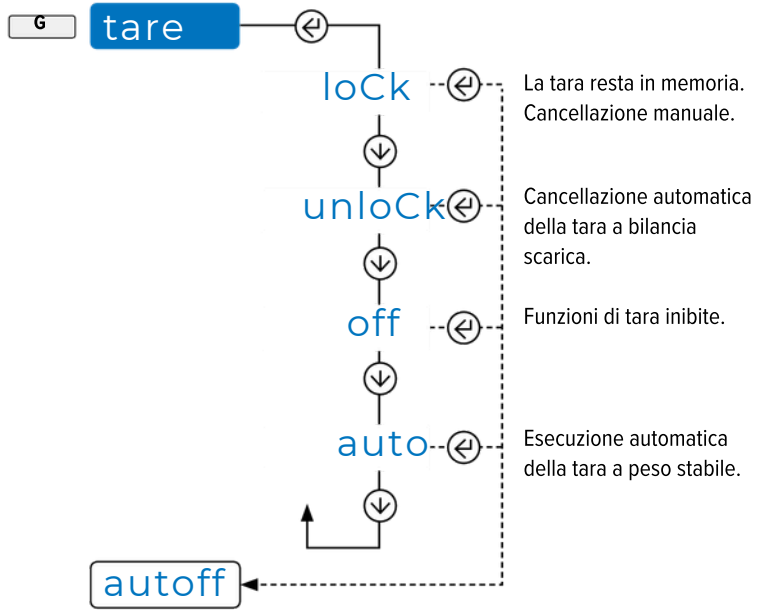 G
tare
loCk
La tara resta in memoria.
Cancellazione manuale.
unloCk
Cancellazione automatica
della tara a bilancia
scarica.
off
Funzioni di tara inibite.
auto
Esecuzione automatica
della tara a peso stabile.
autoff